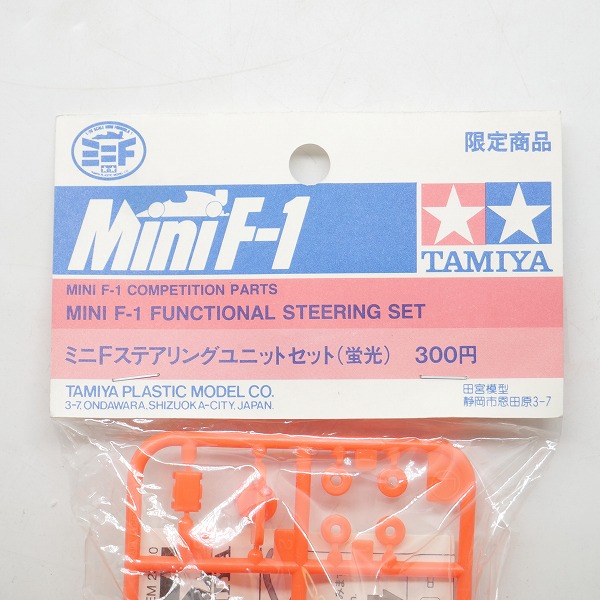 ミニF
限定商品
Mini F-1
TAMIYA
MINI F-1 COMPETITION PARTS
MINI F-1 FUNCTIONAL STEERING SET
ミニFステアリングユニットセット(蛍光) 300円
TAMIYA PLASTIC MODEL CO.
3-7, ONDAWARA, SHIZUOKA-CITY, JAPAN.
田宮模型
静岡市恩田原3-7